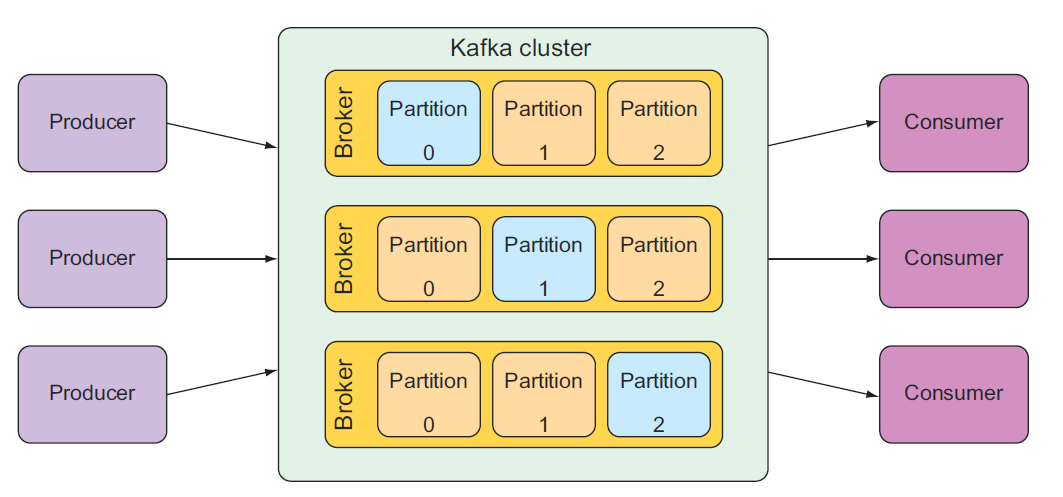 Kafka cluster
Producer
Producer
Producer
Broker
Partition
0
Partition
1
Partition
2
Broker
Partition
0
Partition
1
Partition
2
Broker
Partition
0
Partition
1
Partition
2
Consumer
Consumer
Consumer